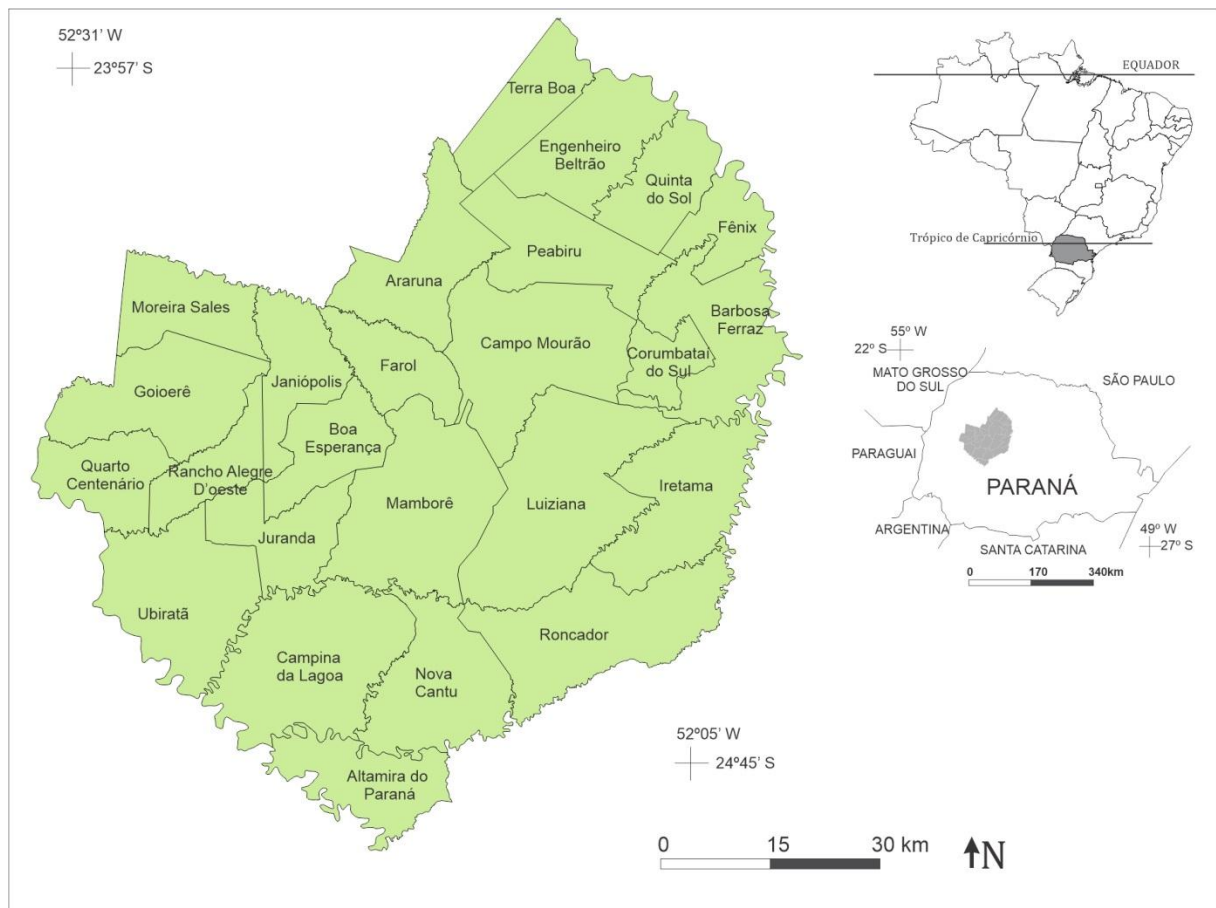 52º31’ W
23º57’ S
Terra Boa
Engenheiro
Beltrão
Quinta
do Sol
Fênix
Peabiru
Araruna
Moreira Sales
Barbosa
Ferraz
Campo Mourão
Corumbataí
do Sul
Farol
Janiópolis
Goioerê
Boa
Esperança
Quarto
Centenário
Rancho Alegre
D’oeste
Mamborê
Luiziana
Iretama
Juranda
Ubiratã
Roncador
Campina
da Lagoa
Nova
Cantu
Altamira do
Paraná
52º05’ W
24º45’ S
0 15 30 km
N
EQUADOR
Trópico de Capricórnio
55º W
22º S
MATO GROSSO
DO SUL
SÃO PAULO
PARAGUAI
PARANÁ
ARGENTINA
SANTA CATARINA
49º W
27º S
0 170 340km